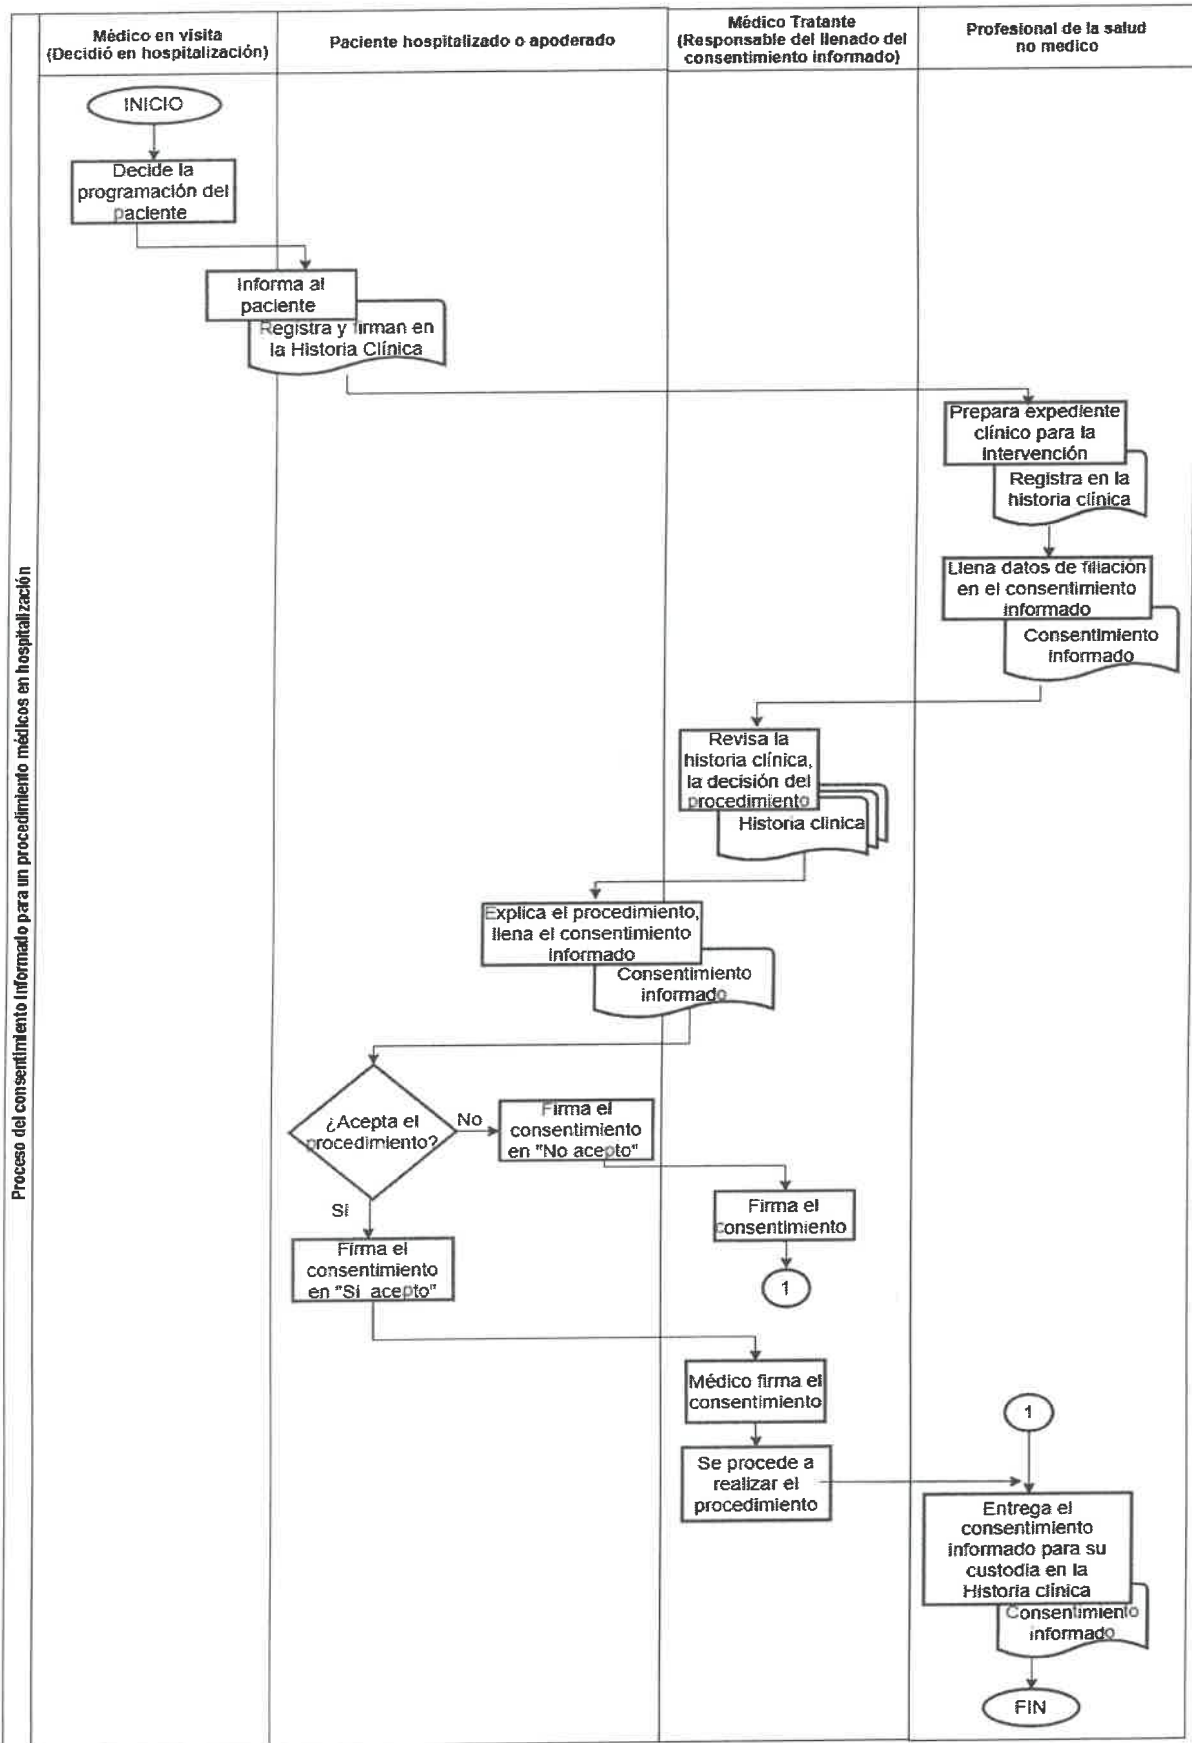 Médico en visita
(Decidió en hospitalización)
Paciente hospitalizado o apoderado
Médico Tratante
(Responsable del llenado del
consentimiento informado)
Profesional de la salud
no medico
Proceso del consentimiento informado para un procedimiento médicos en hospitalización
INICIO
Decide la
programación del
paciente
Informa al
paciente
Registra y firman en
la Historia Clínica
Prepara expediente
clínico para la
Intervención
Registra en la
historia clínica
Llena datos de filiación
en el consentimiento
informado
Consentimiento
informado
Revisa la
historia clínica,
la decisión del
procedimiento
Historia clinica
Explica el procedimiento,
llena el consentimiento
informado
Consentimiento
informado
¿Acepta el
procedimiento?
No
Firma el
consentimiento
en "No acepto"
Firma el
consentimiento
1
SI
Firma el
consentimiento
en "SI acepto"
Médico firma el
consentimiento
Se procede a
realizar el
procedimiento
1
Entrega el
consentimiento
informado para su
custodia en la
Historia clínica
Consentimiento
informado
FIN